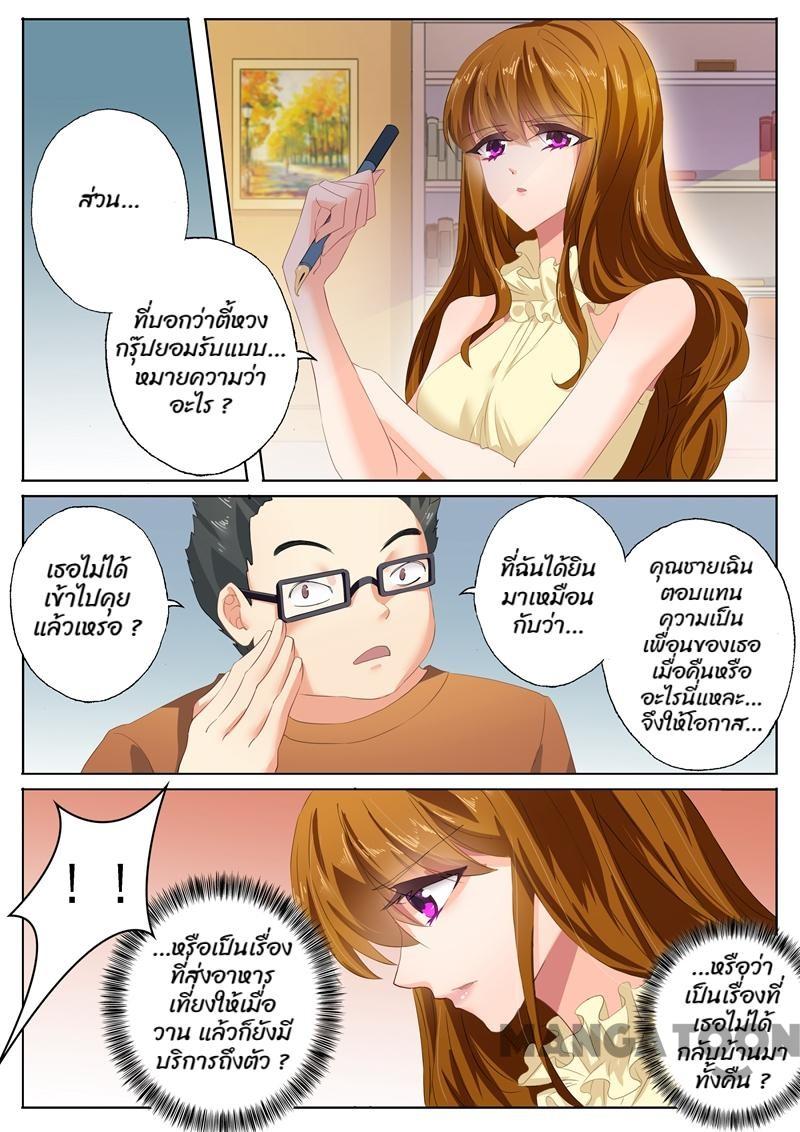 ส่วน...
ที่บอกว่าตี้หวง
กรุ๊ปยอมรับแบบ...
หมายความว่า
อะไร ?
เธอไม่ได้
เข้าไปคุย
แล้วเหรอ ?
ที่ฉันได้ยิน
มาเหมือน
กับว่า...
คุณชายเฉิน
ตอบแทน
ความเป็น
เพื่อนของเธอ
เมื่อคืนหรือ
อะไรนี่แหละ...
จึงให้โอกาส...
! !
...หรือเป็นเรื่อง
ที่ส่งอาหาร
เที่ยงให้เมื่อ
วาน แล้วก็ยังมี
บริการถึงตัว ?
...หรือว่า
เป็นเรื่องที่
เธอไม่ได้
กลับบ้านมา
ทั้งคืน ?
MANGATOON